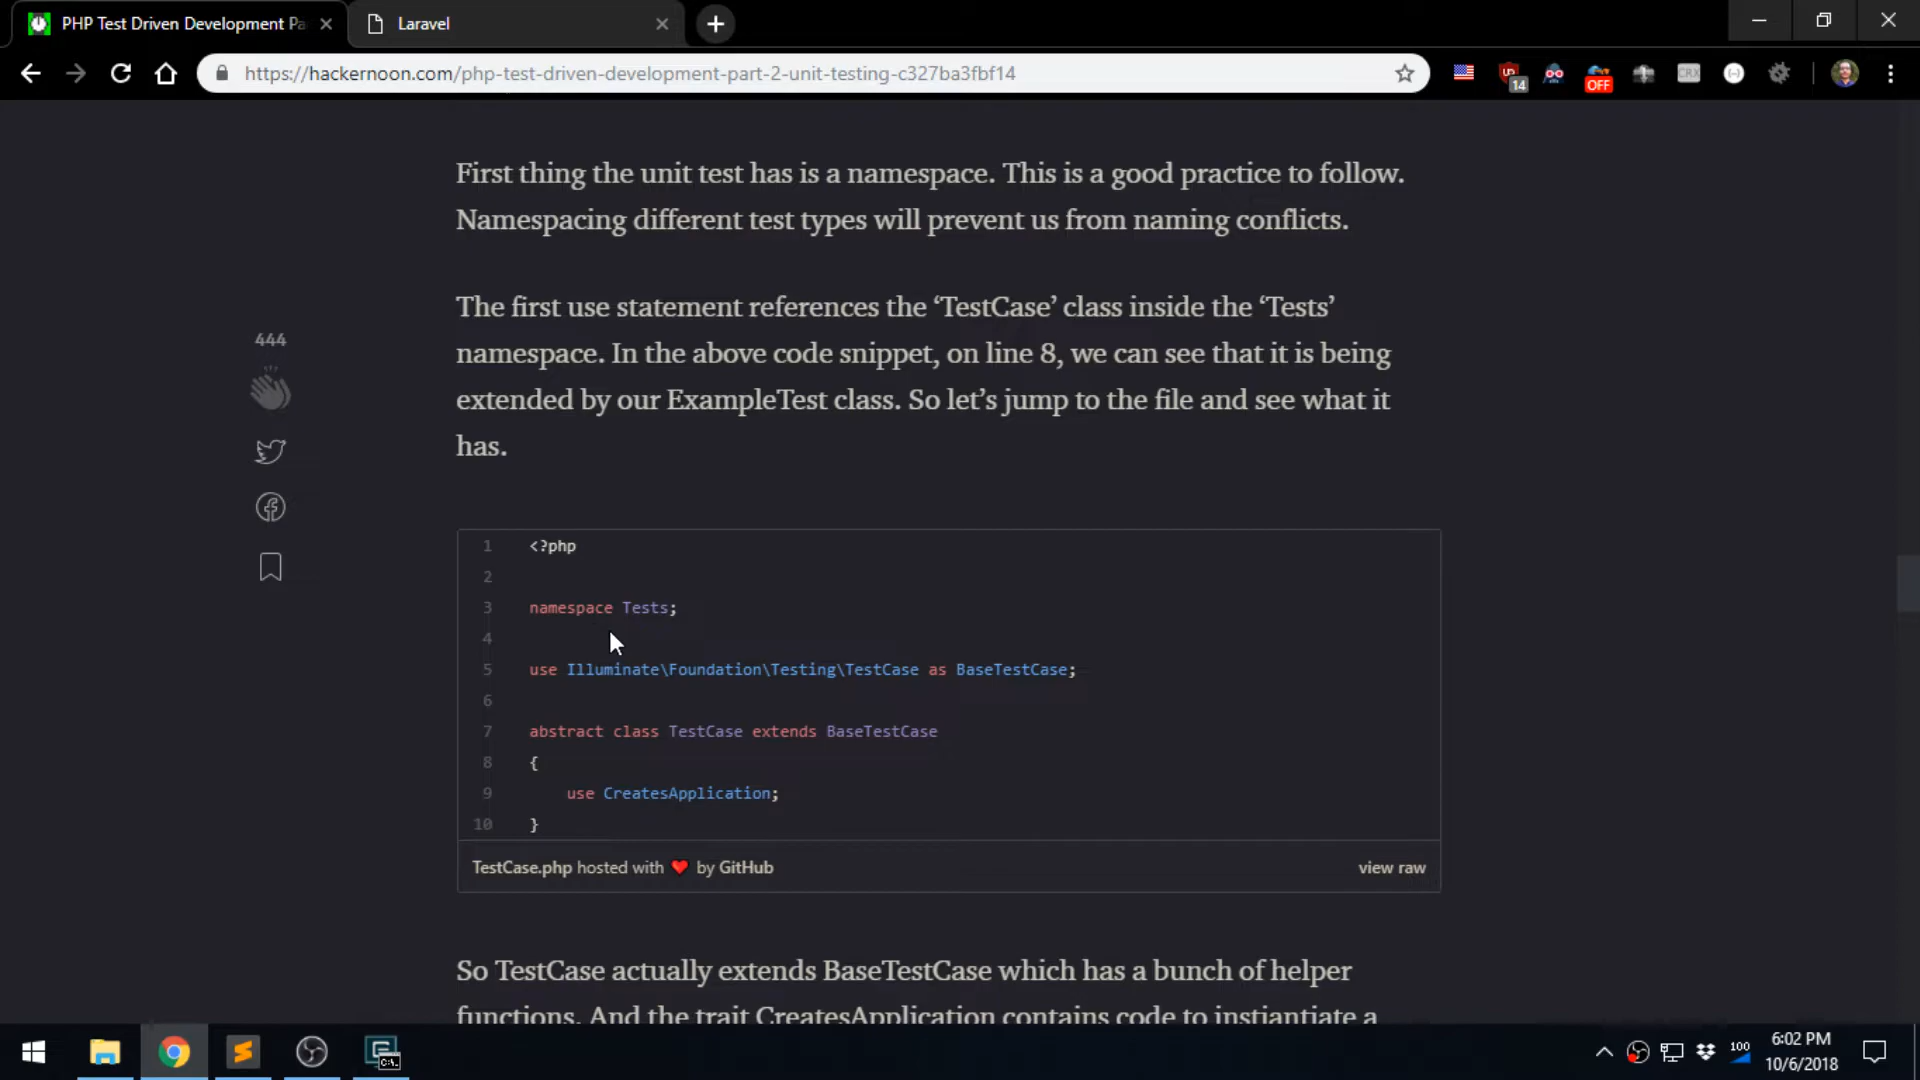 PHP Test Driven Development Pa
Laravel
https://hackernoon.com/php-test-driven-development-part-2-unit-testing-c327ba3fbf14
14
OFF
CRX
First thing the unit test has is a namespace. This is a good practice to follow.
Namespacing different test types will prevent us from naming conflicts.
The first use statement references the ‘TestCase’ class inside the ‘Tests’
namespace. In the above code snippet, on line 8, we can see that it is being
extended by our ExampleTest class. So let’s jump to the file and see what it
has.
444
1 <?php
2
3 namespace Tests;
4
5 use Illuminate\Foundation\Testing\TestCase as BaseTestCase;
6
7 abstract class TestCase extends BaseTestCase
8 {
9 use CreatesApplication;
10 }
TestCase.php hosted with ❤ by GitHub
view raw
So TestCase actually extends BaseTestCase which has a bunch of helper
functions. And the trait CreatesApplication contains code to instantiate a
C:\.
100
6:02 PM
10/6/2018